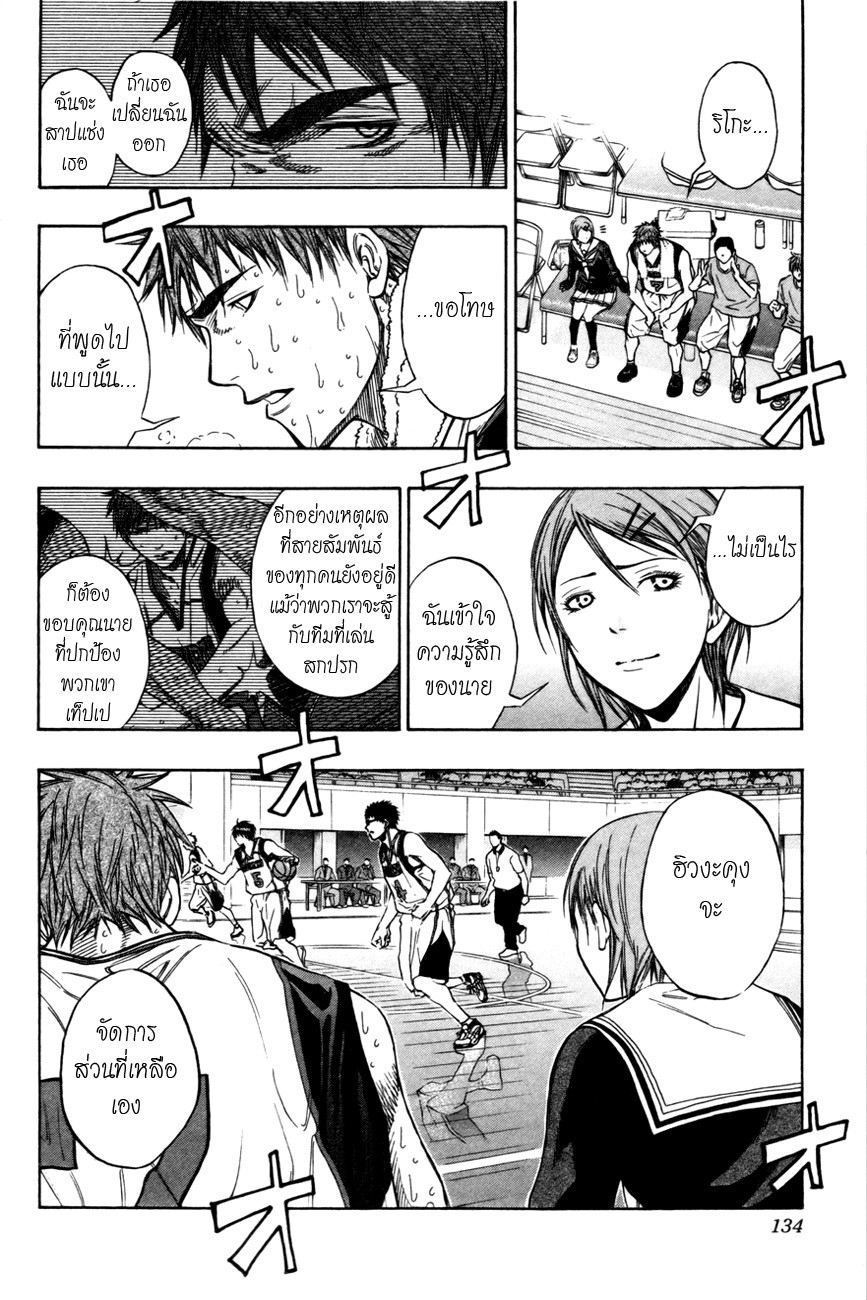 ริโกะ...
ถ้าเธอ
เปลี่ยนฉัน
ออก
ฉันจะ
สาปแช่ง
เธอ
...ขอโทษ
ที่พูดไป
แบบนั้น...
...ไม่เป็นไร
ฉันเข้าใจ
ความรู้สึก
ของนาย
อีกอย่างเหตุผล
ที่สายสัมพันธ์
ของทุกคนยังอยู่ดี
แม้ว่าพวกเราจะสู้
กับทีมที่เล่น
สกปรก
ก็ต้อง
ขอบคุณนาย
ที่ปกป้อง
พวกเขา
เท็ปเป
ฮิวงะคุง
จะ
จัดการ
ส่วนที่เหลือ
เอง
オ
オ
オ
オ
オ
オ
5
4
134